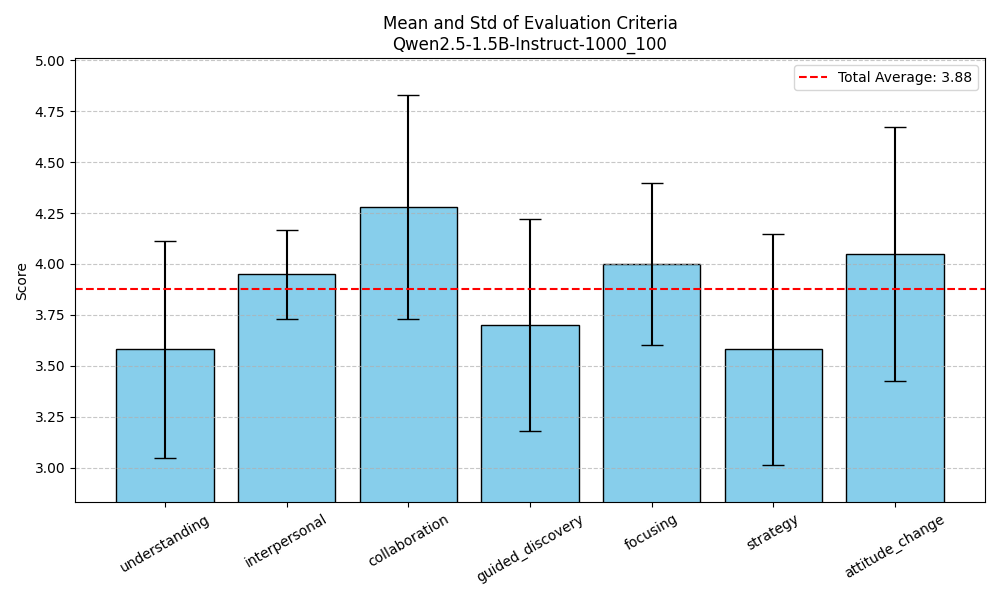 Mean and Std of Evaluation Criteria
Qwen2.5-1.5B-Instruct-1000_100
Total Average: 3.88
Score
5.00
4.75
4.50
4.25
4.00
3.75
3.50
3.25
3.00
understanding
interpersonal
collaboration
guided_discovery
focusing
strategy
attitude_change